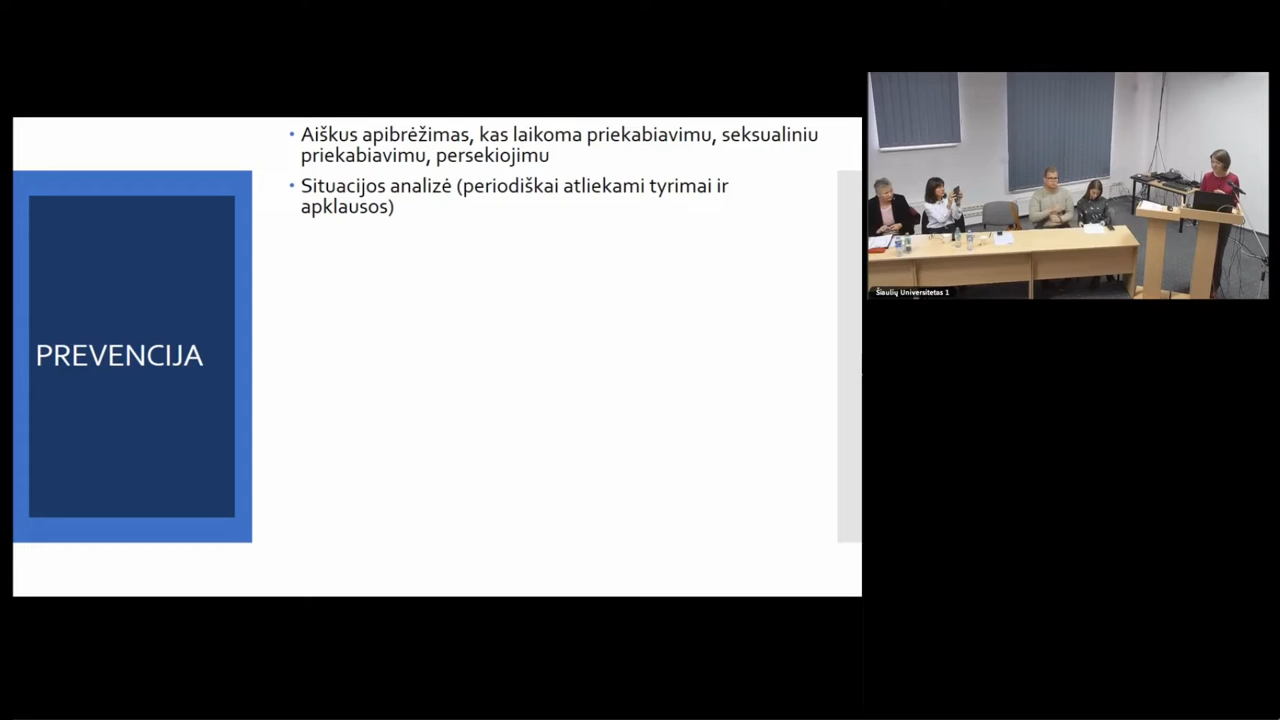 Aiškus apibrėžimas, kas laikoma priekabiavimu, seksualiniu
priekabiavimu, persekiojimu
Situacijos analizė (periodiškai atliekami tyrimai ir
apklausos)
PREVENCIJA
Šiaulių Universitetas 1